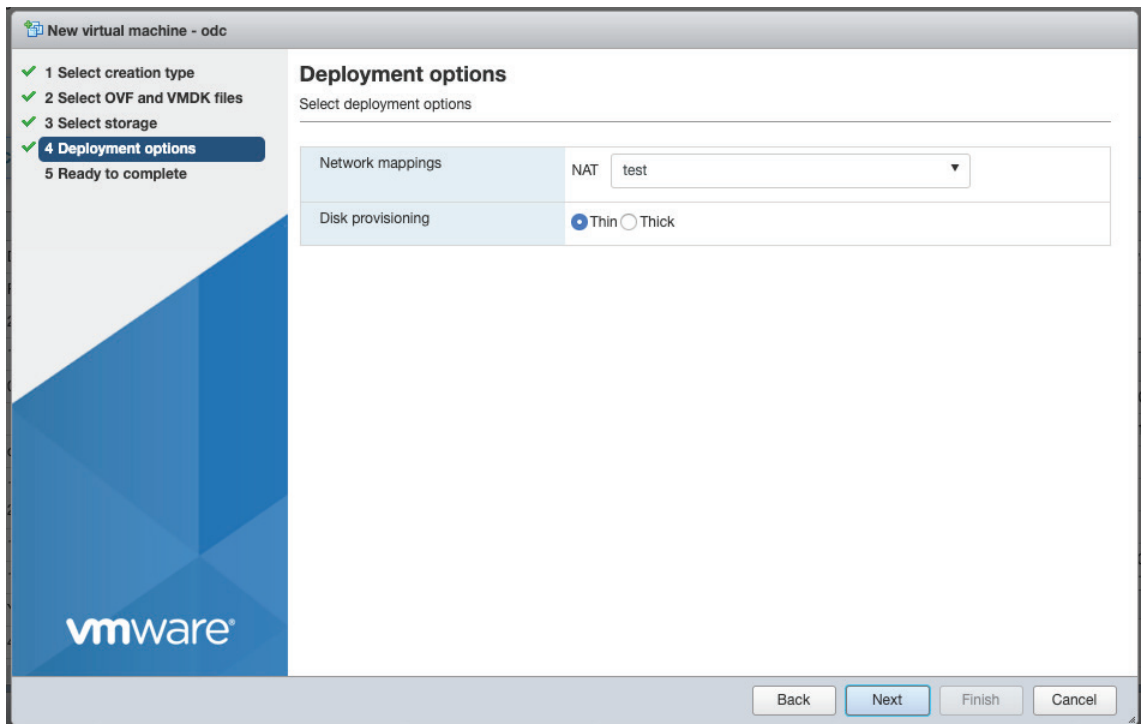 New virtual machine - odc
1 Select creation type
2 Select OVF and VMDK files
3 Select storage
4 Deployment options
5 Ready to complete
Deployment options
Select deployment options
Network mappings
NAT test
Disk provisioning
Thin Thick
vmware®
Back Next Finish Cancel